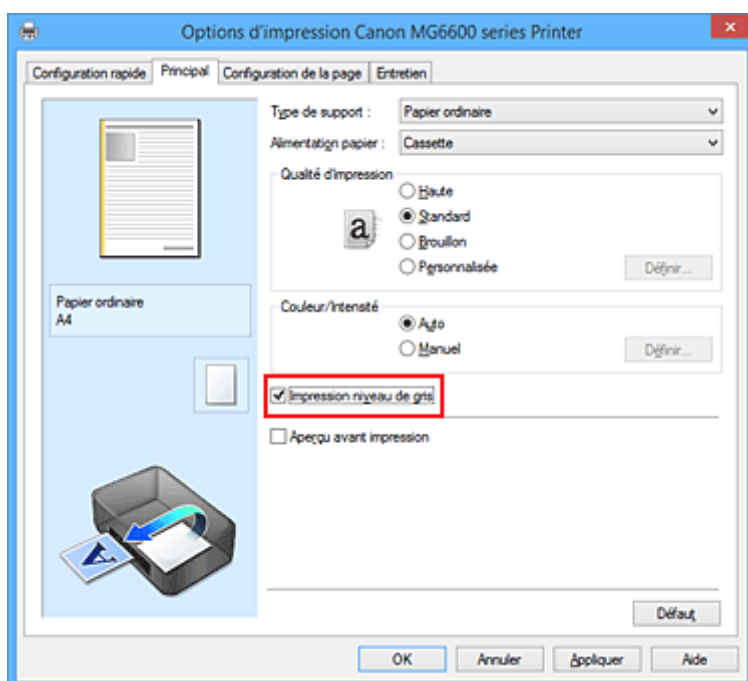 Options d'impression Canon MG6600 series Printer
Configuration rapide Principal Configuration de la page Entretien
Type de support : Papier ordinaire
Alimentation papier : Cassette
Qualité d'impression
Haute
a Standard
Brouillon
Personnalisée Définir...
Papier ordinaire
A4
Couleur/Intensité
Auto
Manuel Définir...
Impression niveau de gris
Aperçu avant impression
A
Défaut
OK Annuler Appliquer Aide